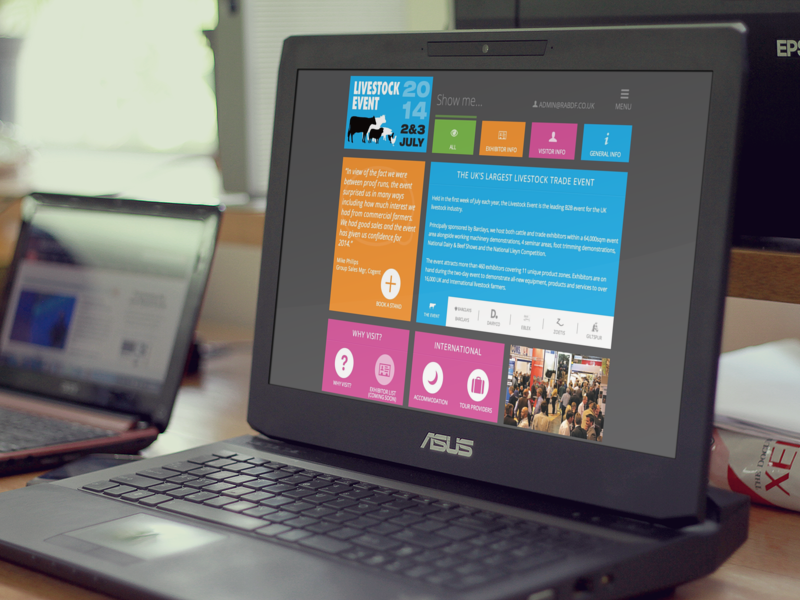 EPS
LIVESTOCK
EVENT
20
14
2&3
JULY
Show me...
ADMIN@RABDF.CO.UK
MENU
ALL
EXHIBITOR INFO
VISITOR INFO
GENERAL INFO
"In view of the fact we were
between proof runs, the event
surprised us in many ways
including how much interest we
had from commercial farmers.
We had good sales and the event
has given us confidence for
2014."
Mike Philips
Group Sales Mgr, Cogent
BOOK A STAND
THE UK'S LARGEST LIVESTOCK TRADE EVENT
Held in the first week of July each year, the Livestock Event is the leading B2B event for the UK
livestock industry.
Principally sponsored by Barclays, we host both cattle and trade exhibitors within a 64,000sqm event
area alongside working machinery demonstrations, 4 seminar areas, foot trimming demonstrations,
National Dairy & Beef Shows and the National Lleyn Competition.
The event attracts more than 400 exhibitors covering 11 unique product zones. Exhibitors are on
hand during the two-day event to demonstrate all-new equipment, products and services to over
16,000 UK and international livestock farmers.
THE EVENT
BARCLAYS
BARCLAYS
ZOETIS
WHY VISIT?
?
WHY VISIT?
EXHIBITOR LIST
(COMING SOON)
INTERNATIONAL
ACCOMMODATION
TOUR PROVIDERS
ASUS
XE